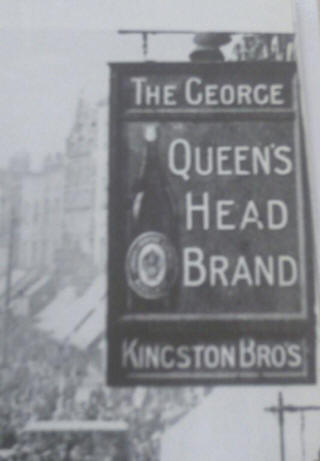 THE GEORGE
QUEEN'S
HEAD
BRAND
KINGSTON BRO'S